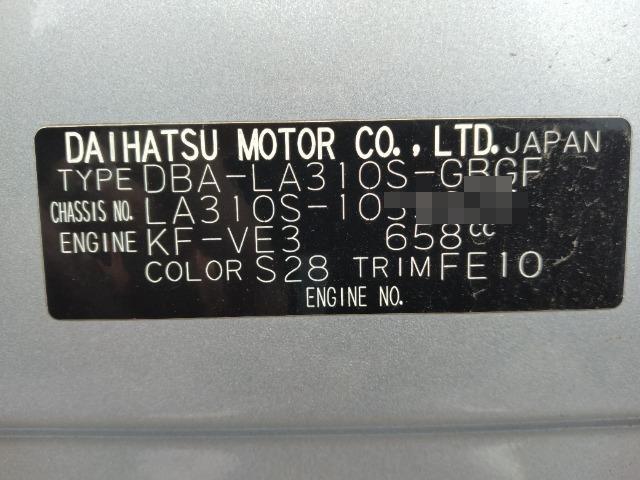 DAIHATSU MOTOR CO., LTD. JAPAN
TYPE DBA-LA310S-GBGF
CHASSIS NO. LA310S-103
ENGINE KF-VE3 658cc
COLOR S28 TRIM FE10
ENGINE NO.